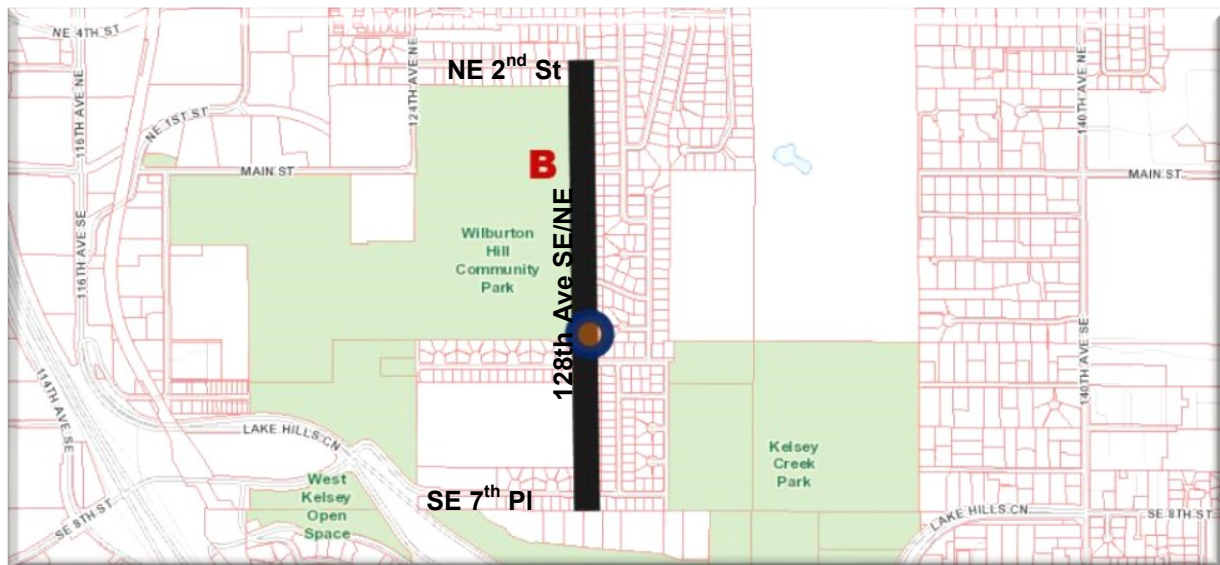 NE 4TH ST
116TH AVE NE
NE 1ST ST
124TH AVE NE
NE 2nd St
140TH AVE NE
MAIN ST
B
MAIN ST
116TH AVE SE
128th Ave SE/NE
Wilburton
Hill
Community
Park
114TH AVE SE
140TH AVE SE
LAKE HILLS CN
Kelsey
Creek
Park
West
Kelsey
Open
Space
SE 7th Pl
SE 8TH ST
LAKE HILLS CN
SE 8TH ST